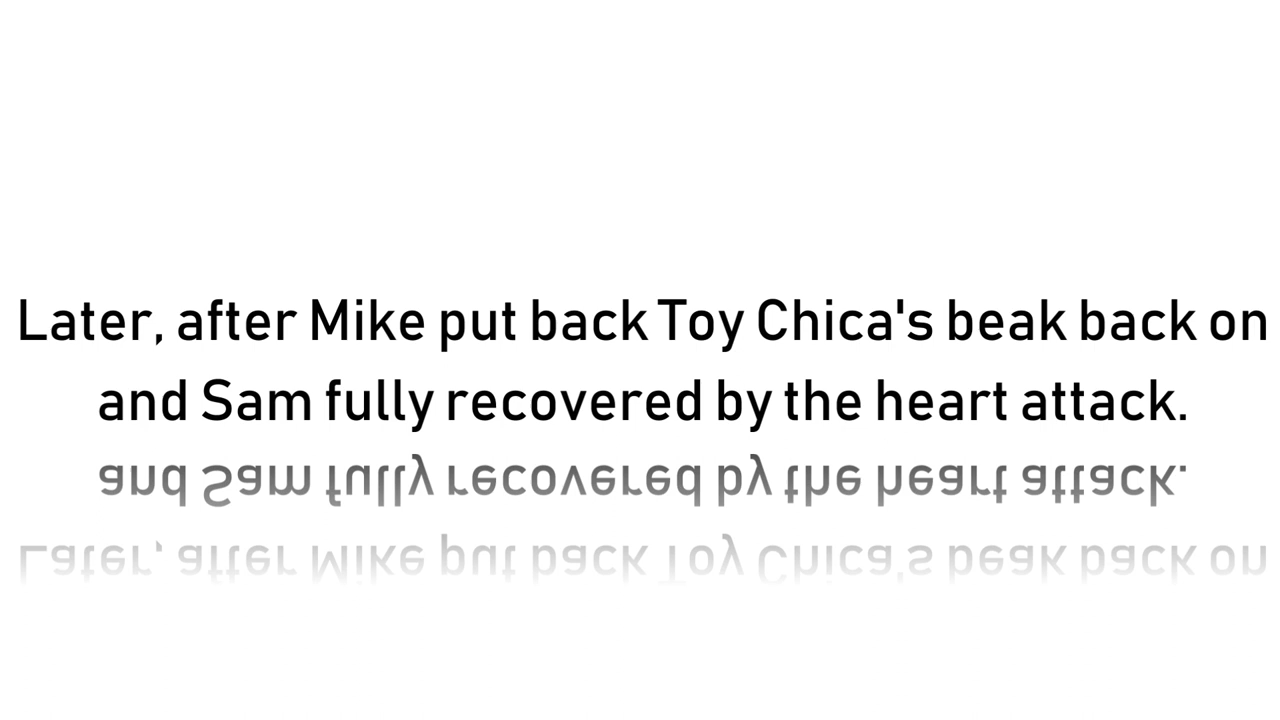 Later, after Mike put back Toy Chica's beak back on
and Sam fully recovered by the heart attack.